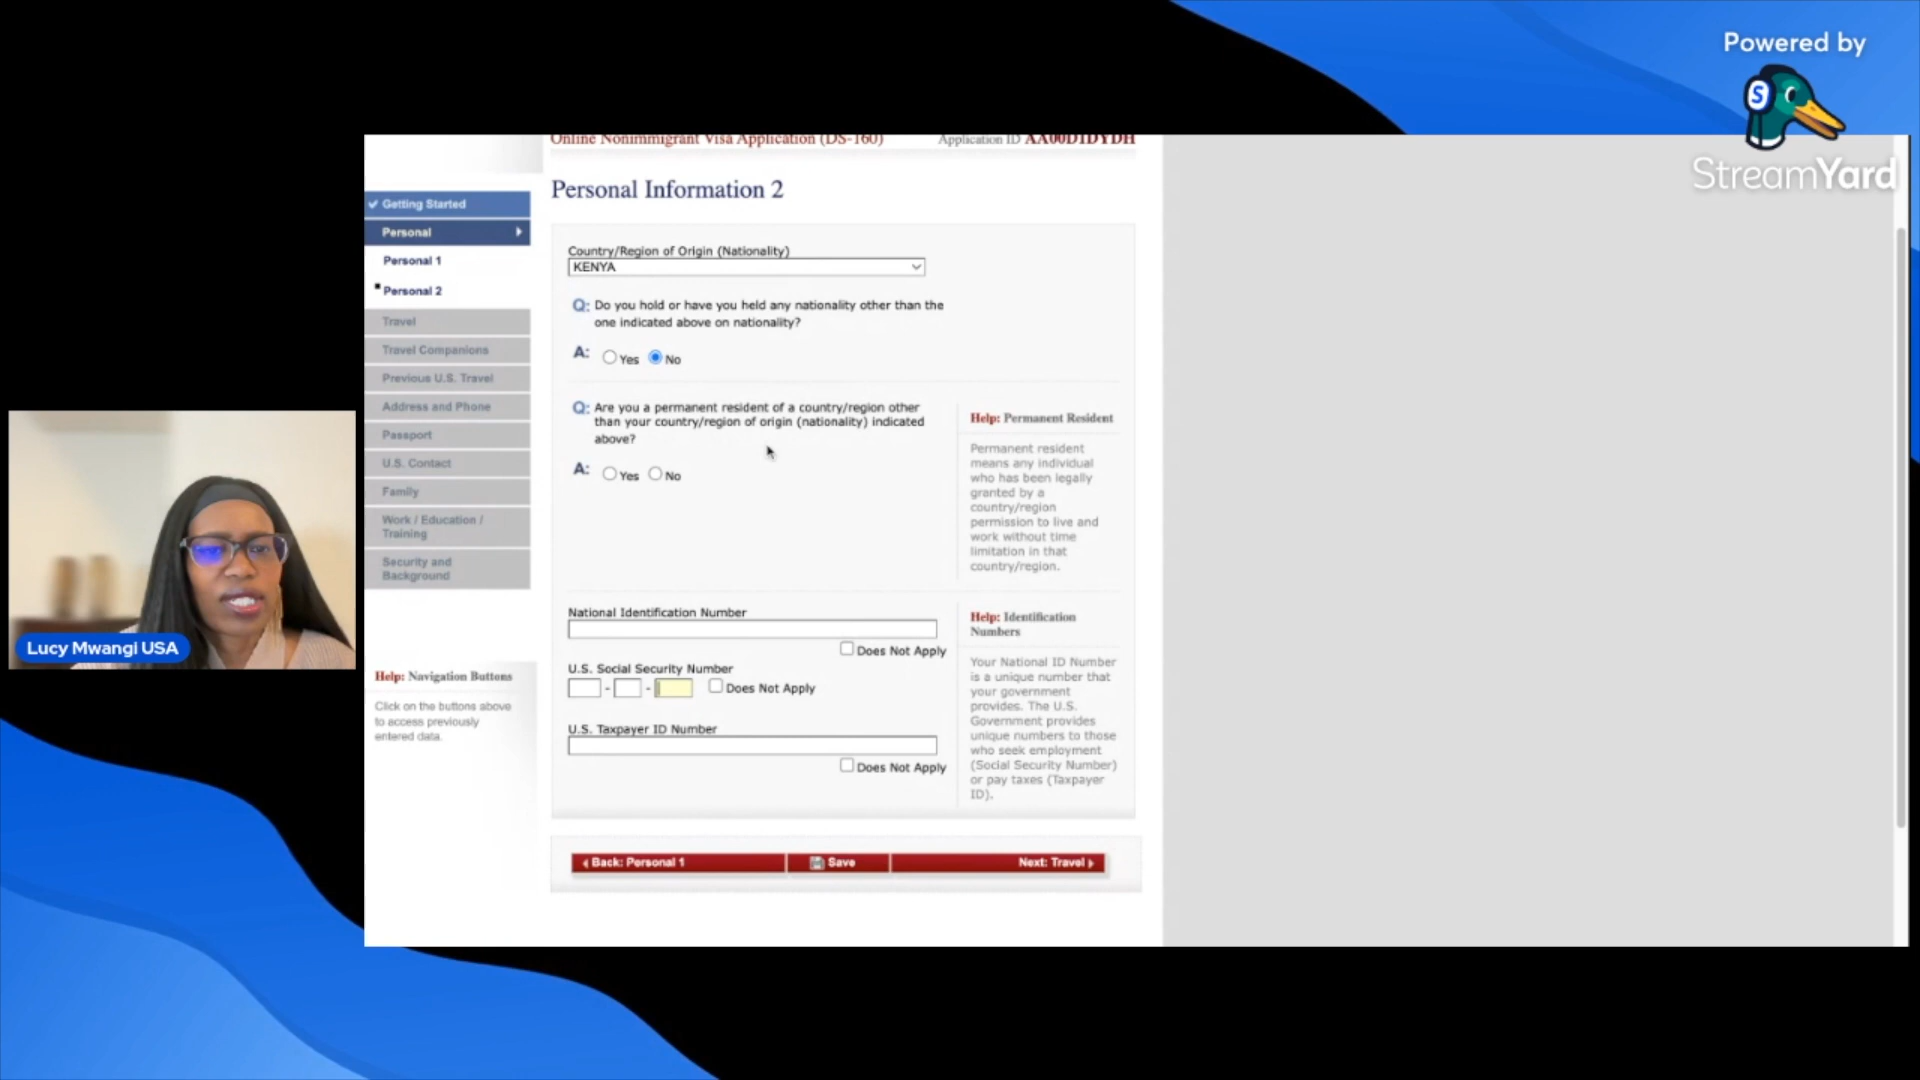 Powered by
StreamYard
Online Nonimmigrant Visa Application (DS-160)
Application ID AA00D1DYDH
Getting Started
Personal
Personal 1
Personal 2
Travel
Travel Companions
Previous U.S. Travel
Address and Phone
Passport
U.S. Contact
Family
Work / Education /
Training
Security and
Background
Help: Navigation Buttons
Click on the buttons above
to access previously
entered data.
Personal Information 2
Country/Region of Origin (Nationality)
KENYA
Q: Do you hold or have you held any nationality other than the
one indicated above on nationality?
A: Yes No
Q: Are you a permanent resident of a country/region other
than your country/region of origin (nationality) indicated
above?
A: Yes No
Help: Permanent Resident
Permanent resident
means any individual
who has been legally
granted by a
country/region
permission to live and
work without time
limitation in that
country/region.
National Identification Number
Does Not Apply
U.S. Social Security Number
- - Does Not Apply
U.S. Taxpayer ID Number
Does Not Apply
Help: Identification
Numbers
Your National ID Number
is a unique number that
your government
provides. The U.S.
Government provides
unique numbers to those
who seek employment
(Social Security Number)
or pay taxes (Taxpayer
ID).
Back: Personal 1
Save
Next: Travel
Lucy Mwangi USA